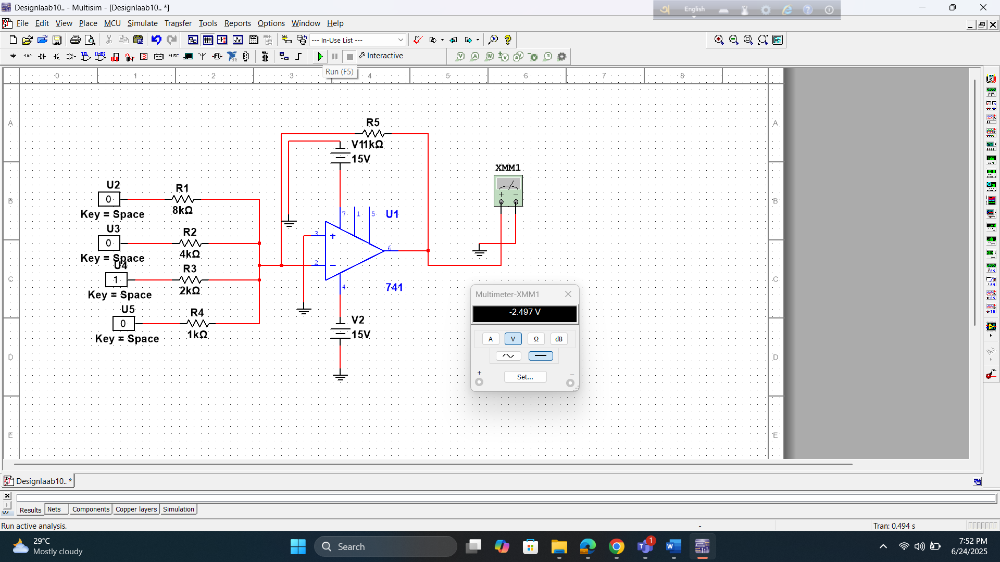 Designlaab10.. - Multisim - [Designlaab10.. *]
English
File Edit View Place MCU Simulate Transfer Tools Reports Options Window Help
--- In-Use List ---
MISC
Interactive
Run (F5)
0 1 2 3 4 5 6 7 8
A
A
R5
V11kΩ
15V
XMM1
U2
0
Key = Space
R1
8kΩ
B
B
7 1 5
U1
U3
0
Key = Space
R2
4kΩ
3
+
6
2
−
4
741
U4
1
Key = Space
R3
2kΩ
C
C
U5
0
Key = Space
R4
1kΩ
V2
15V
D
D
Multimeter-XMM1
-2.497 V
A V Ω dB
+ −
Set...
E
E
Designlaab10.. *
Results Nets Components Copper layers Simulation
Run active analysis.
-
Tran: 0.494 s
29°C
Mostly cloudy
Search
1
7:52 PM
6/24/2025